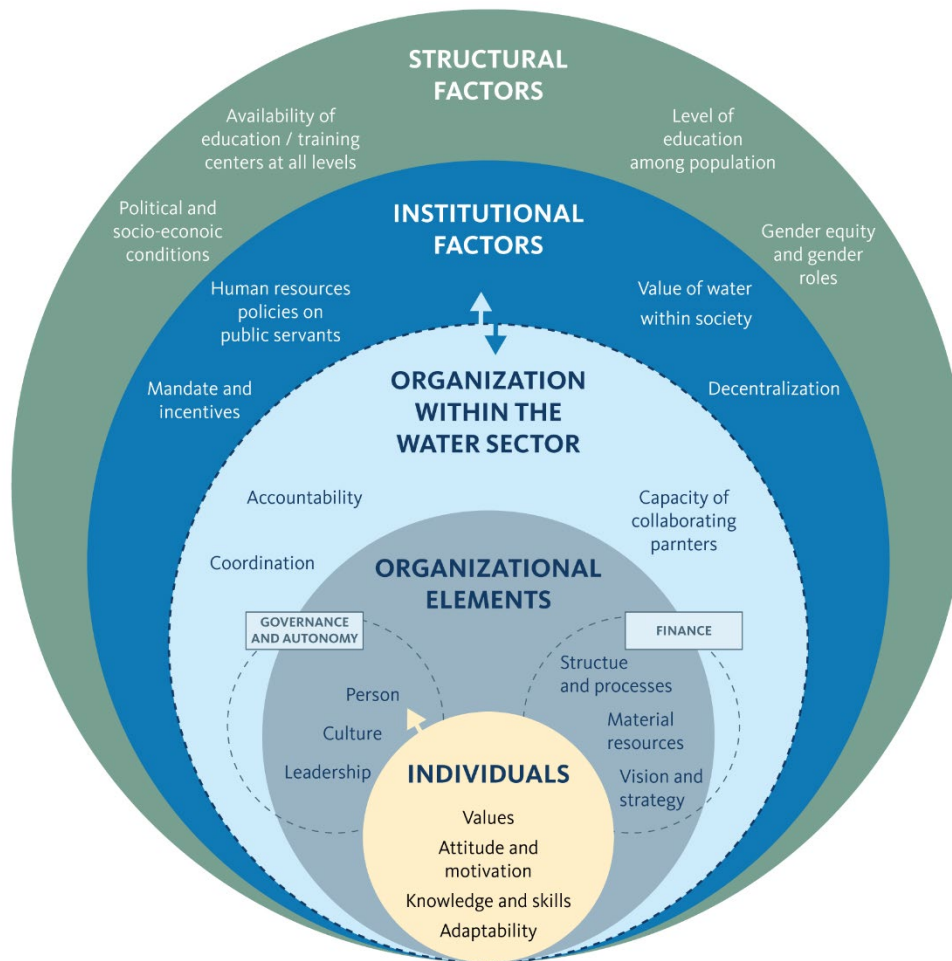 STRUCTURAL
FACTORS
Availability of
education / training
centers at all levels
Level of
education
among population
Political and
socio-econoic
conditions
Gender equity
and gender
roles
INSTITUTIONAL
FACTORS
Human resources
policies on
public servants
Value of water
within society
Mandate and
incentives
Decentralization
ORGANIZATION
WITHIN THE
WATER SECTOR
Accountability
Capacity of
collaborating
parnters
Coordination
ORGANIZATIONAL
ELEMENTS
GOVERNANCE
AND AUTONOMY
FINANCE
Person
Culture
Leadership
Structue
and processes
Material
resources
Vision and
strategy
INDIVIDUALS
Values
Attitude and
motivation
Knowledge and skills
Adaptability